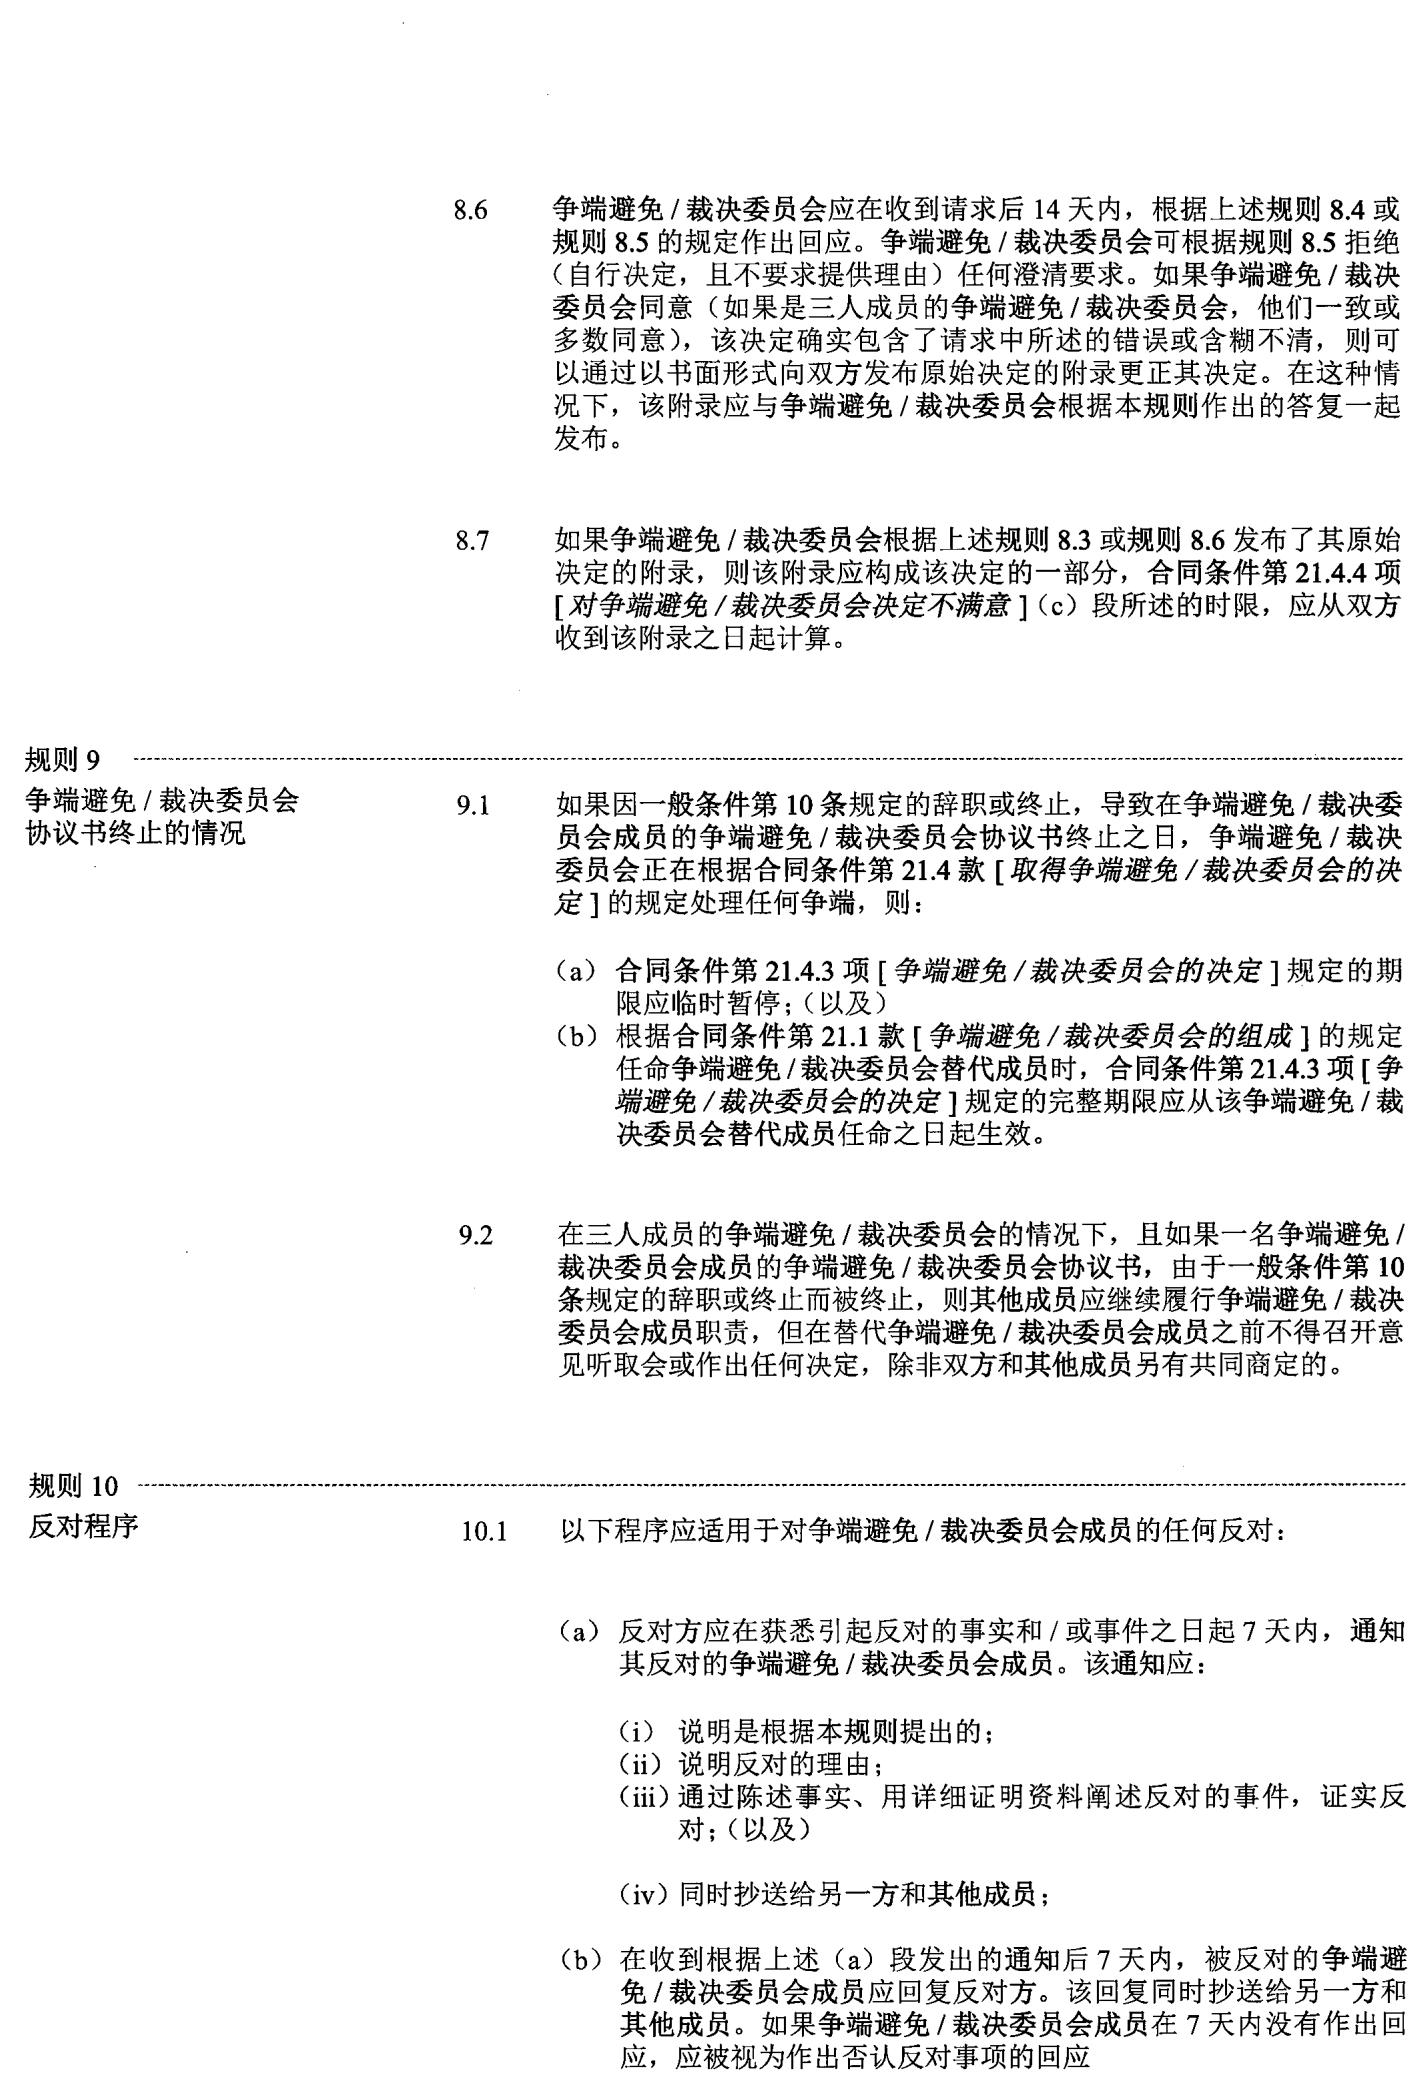 8.6 争端避免 / 裁决委员会应在收到请求后 14 天内，根据上述规则 8.4 或
规则 8.5 的规定作出回应。争端避免 / 裁决委员会可根据规则 8.5 拒绝
（自行决定，且不要求提供理由）任何澄清要求。如果争端避免 / 裁决
委员会同意（如果是三人成员的争端避免 / 裁决委员会，他们一致或
多数同意），该决定确实包含了请求中所述的错误或含糊不清，则可
以通过以书面形式向双方发布原始决定的附录更正其决定。在这种情
况下，该附录应与争端避免 / 裁决委员会根据本规则作出的答复一起
发布。
8.7 如果争端避免 / 裁决委员会根据上述规则 8.3 或规则 8.6 发布了其原始
决定的附录，则该附录应构成该决定的一部分，合同条件第 21.4.4 项
[ 对争端避免 / 裁决委员会决定不满意 ]（c）段所述的时限，应从双方
收到该附录之日起计算。
规则 9
争端避免 / 裁决委员会
协议书终止的情况
9.1 如果因一般条件第 10 条规定的辞职或终止，导致在争端避免 / 裁决委
员会成员的争端避免 / 裁决委员会协议书终止之日，争端避免 / 裁决
委员会正在根据合同条件第 21.4 款 [ 取得争端避免 / 裁决委员会的决
定 ] 的规定处理任何争端，则：
（a）合同条件第 21.4.3 项 [ 争端避免 / 裁决委员会的决定 ] 规定的期
限应临时暂停；（以及）
（b）根据合同条件第 21.1 款 [ 争端避免 / 裁决委员会的组成 ] 的规定
任命争端避免 / 裁决委员会替代成员时，合同条件第 21.4.3 项 [ 争
端避免 / 裁决委员会的决定 ] 规定的完整期限应从该争端避免 / 裁
决委员会替代成员任命之日起生效。
9.2 在三人成员的争端避免 / 裁决委员会的情况下，且如果一名争端避免 /
裁决委员会成员的争端避免 / 裁决委员会协议书，由于一般条件第 10
条规定的辞职或终止而被终止，则其他成员应继续履行争端避免 / 裁决
委员会成员职责，但在替代争端避免 / 裁决委员会成员之前不得召开意
见听取会或作出任何决定，除非双方和其他成员另有共同商定的。
规则 10
反对程序
10.1 以下程序应适用于对争端避免 / 裁决委员会成员的任何反对：
（a）反对方应在获悉引起反对的事实和 / 或事件之日起 7 天内，通知
其反对的争端避免 / 裁决委员会成员。该通知应：
（i）说明是根据本规则提出的；
（ii）说明反对的理由；
（iii）通过陈述事实、用详细证明资料阐述反对的事件，证实反
对；（以及）
（iv）同时抄送给另一方和其他成员；
（b）在收到根据上述（a）段发出的通知后 7 天内，被反对的争端避
免 / 裁决委员会成员应回复反对方。该回复同时抄送给另一方和
其他成员。如果争端避免 / 裁决委员会成员在 7 天内没有作出回
应，应被视为作出否认反对事项的回应